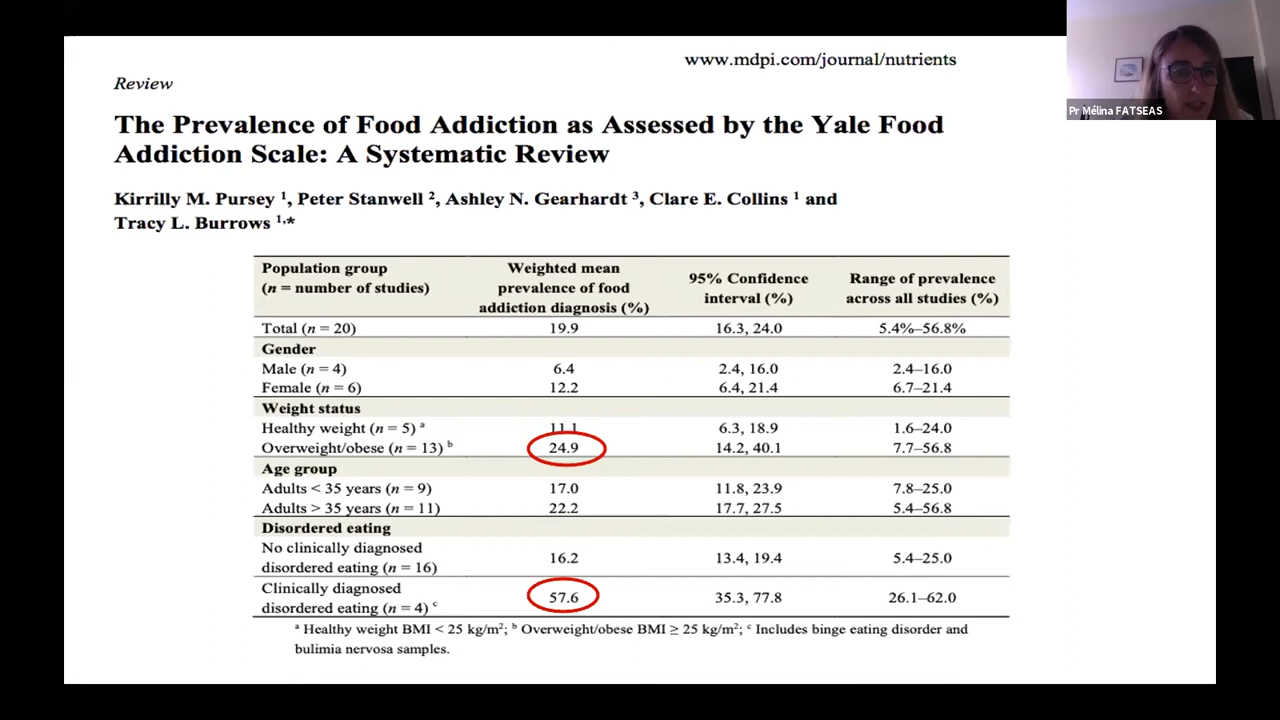 www.mdpi.com/journal/nutrients
Review
The Prevalence of Food Addiction as Assessed by the Yale Food
Addiction Scale: A Systematic Review
Kirrilly M. Pursey ¹, Peter Stanwell ², Ashley N. Gearhardt ³, Clare E. Collins ¹ and
Tracy L. Burrows ¹,*
Pr Mélina FATSEAS
Population group
(n = number of studies)
Weighted mean
prevalence of food
addiction diagnosis (%)
95% Confidence
interval (%)
Range of prevalence
across all studies (%)
Total (n = 20) 19.9 16.3, 24.0 5.4%–56.8%
Gender
Male (n = 4) 6.4 2.4, 16.0 2.4–16.0
Female (n = 6) 12.2 6.4, 21.4 6.7–21.4
Weight status
Healthy weight (n = 5) ᵃ 11.1 6.3, 18.9 1.6–24.0
Overweight/obese (n = 13) ᵇ 24.9 14.2, 40.1 7.7–56.8
Age group
Adults < 35 years (n = 9) 17.0 11.8, 23.9 7.8–25.0
Adults > 35 years (n = 11) 22.2 17.7, 27.5 5.4–56.8
Disordered eating
No clinically diagnosed
disordered eating (n = 16) 16.2 13.4, 19.4 5.4–25.0
Clinically diagnosed
disordered eating (n = 4) ᶜ 57.6 35.3, 77.8 26.1–62.0
ᵃ Healthy weight BMI < 25 kg/m²; ᵇ Overweight/obese BMI ≥ 25 kg/m²; ᶜ Includes binge eating disorder and
bulimia nervosa samples.